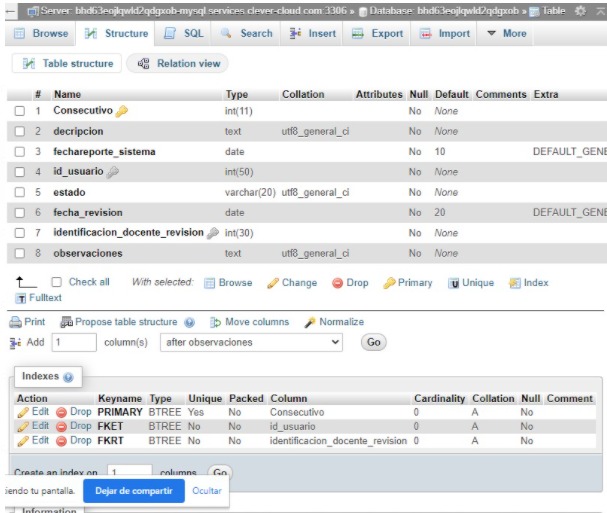 Server: bhd63eojlqwld2qdgxob-mysql.services.clever-cloud.com:3306 » Database: bhd63eojlqwld2qdgxob » Table
Browse Structure SQL Search Insert Export Import More
Table structure Relation view
# Name Type Collation Attributes Null Default Comments Extra
1 Consecutivo int(11) No None
2 decripcion text utf8_general_ci No None
3 fechareporte_sistema date No 10 DEFAULT_GENE
4 id_usuario int(50) No None
5 estado varchar(20) utf8_general_ci No None
6 fecha_revision date No 20 DEFAULT_GENE
7 identificacion_docente_revision int(30) No None
8 observaciones text utf8_general_ci No None
Check all With selected: Browse Change Drop Primary Unique Index
Fulltext
Print Propose table structure Move columns Normalize
Add 1 column(s) after observaciones Go
Indexes
Action Keyname Type Unique Packed Column Cardinality Collation Null Comment
Edit Drop PRIMARY BTREE Yes No Consecutivo 0 A No
Edit Drop FKET BTREE No No id_usuario 0 A No
Edit Drop FKRT BTREE No No identificacion_docente_revision 0 A No
Create an index on 1 columns Go
iendo tu pantalla. Dejar de compartir Ocultar
Information